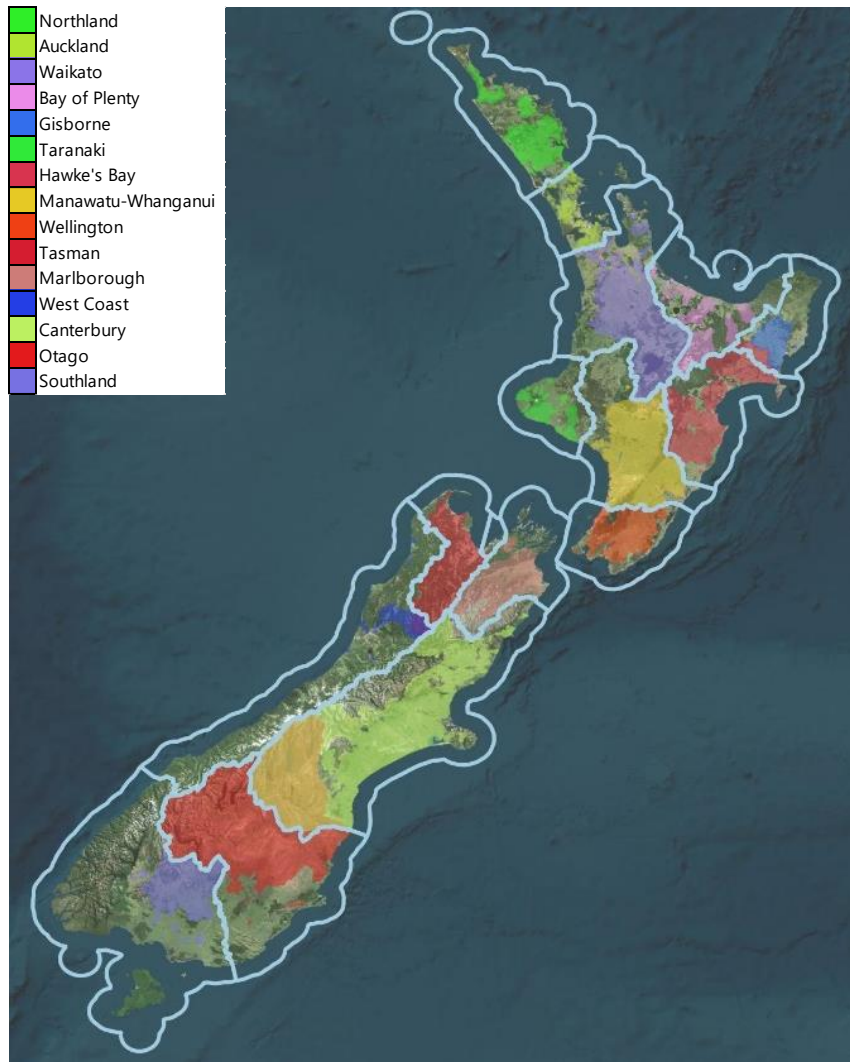 Northland
Auckland
Waikato
Bay of Plenty
Gisborne
Taranaki
Hawke's Bay
Manawatu-Whanganui
Wellington
Tasman
Marlborough
West Coast
Canterbury
Otago
Southland